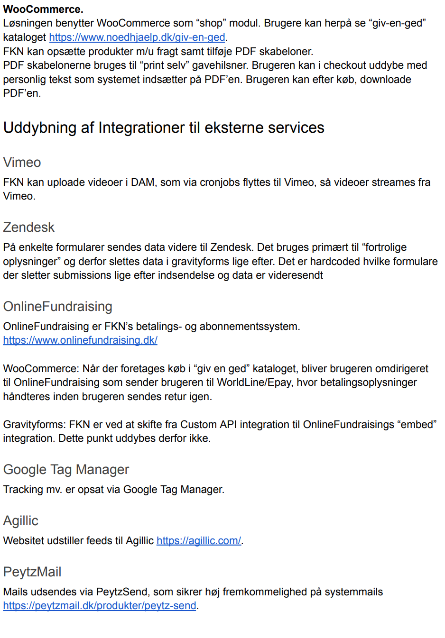 WooCommerce.
Løsningen benytter WooCommerce som “shop” modul. Brugere kan herpå se “giv-en-ged”
kataloget https://www.noedhjaelp.dk/giv-en-ged.
FKN kan opsætte produkter m/u fragt samt tilføje PDF skabeloner.
PDF skabelonerne bruges til “print selv” gavehilsner. Brugeren kan i checkout uddybe med
personlig tekst som systemet indsætter på PDF’en. Brugeren kan efter køb, downloade
PDF’en.
Uddybning af Integrationer til eksterne services
Vimeo
FKN kan uploade videoer i DAM, som via cronjobs flyttes til Vimeo, så videoer streames fra
Vimeo.
Zendesk
På enkelte formularer sendes data videre til Zendesk. Det bruges primært til “fortrolige
oplysninger” og derfor slettes data i gravityforms lige efter. Det er hardcoded hvilke formulare
der sletter submissions lige efter indsendelse og data er videresendt
OnlineFundraising
OnlineFundraising er FKN’s betalings- og abonnementssystem.
https://www.onlinefundraising.dk/
WooCommerce: Når der foretages køb i “giv en ged” kataloget, bliver brugeren omdirigeret
til OnlineFundraising som sender brugeren til WorldLine/Epay, hvor betalingsoplysninger
håndteres inden brugeren sendes retur igen.
Gravityforms: FKN er ved at skifte fra Custom API integration til OnlineFundraisings “embed”
integration. Dette punkt uddybes derfor ikke.
Google Tag Manager
Tracking mv. er opsat via Google Tag Manager.
Agillic
Websitet udstiller feeds til Agillic https://agillic.com/.
PeytzMail
Mails udsendes via PeytzSend, som sikrer høj fremkommelighed på systemmails
https://peytzmail.dk/produkter/peytz-send.